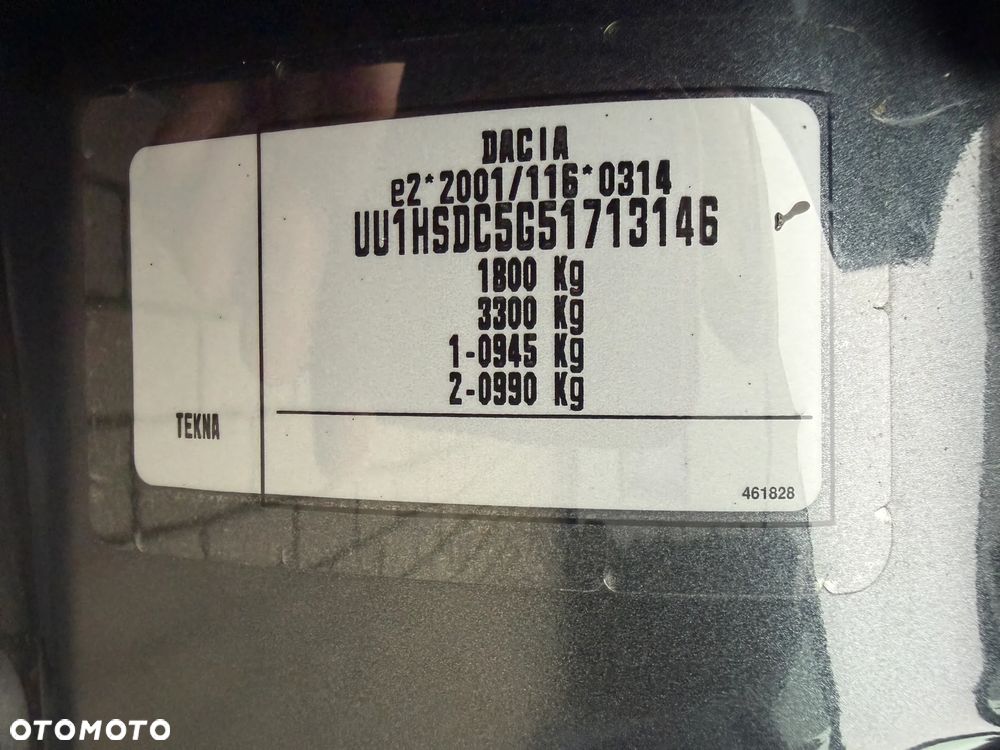 DACIA
e2*2001/116*0314
UU1HSDC5G51713146
1800 Kg
3300 Kg
1-0945 Kg
2-0990 Kg
TEKNA
461828
OTOMOTO